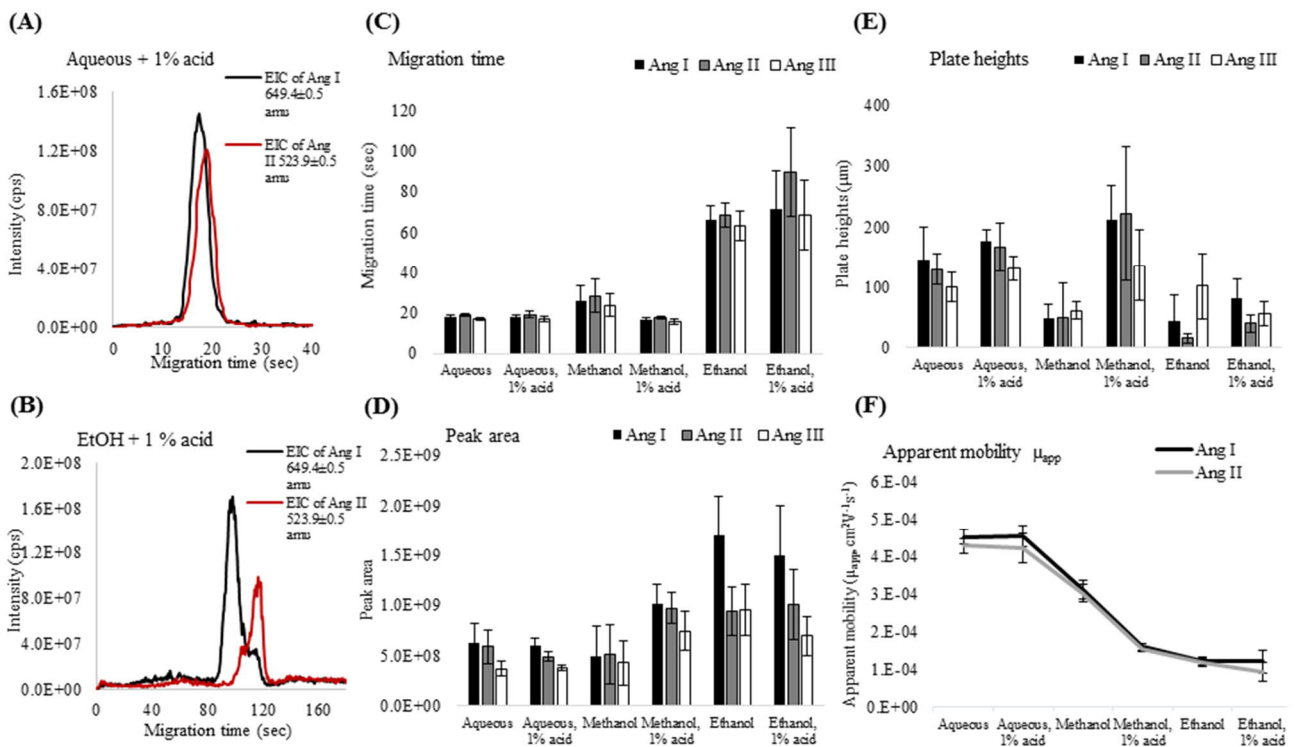 (A)
Aqueous + 1% acid
EIC of Ang I
649.4±0.5
amu
EIC of Ang
II 523.9±0.5
amu
1.6E+08
1.2E+08
8.0E+07
4.0E+07
0.0E+00
Intensity (cps)
0 10 20 30 40
Migration time (sec)
(B)
EtOH + 1 % acid
EIC of Ang I
649.4±0.5
amu
EIC of Ang II
523.9±0.5
amu
2.0E+08
1.6E+08
1.2E+08
8.0E+07
4.0E+07
0.0E+00
Intensity (cps)
0 40 80 120 160
Migration time (sec)
(C)
Migration time
Ang I Ang II Ang III
120
100
80
60
40
20
0
Migration time (sec)
Aqueous Aqueous, 1% acid Methanol Methanol, 1% acid Ethanol Ethanol, 1% acid
(D)
Peak area
Ang I Ang II Ang III
2.5E+09
2.0E+09
1.5E+09
1.0E+09
5.0E+08
0.0E+00
Peak area
Aqueous Aqueous, 1% acid Methanol Methanol, 1% acid Ethanol Ethanol, 1% acid
(E)
Plate heights
Ang I Ang II Ang III
400
300
200
100
0
Plate heights (μm)
Aqueous Aqueous, 1% acid Methanol Methanol, 1% acid Ethanol Ethanol, 1% acid
(F)
Apparent mobility μapp
Ang I
Ang II
6.E-04
5.E-04
4.E-04
3.E-04
2.E-04
1.E-04
0.E+00
Apparent mobility (μapp, cm²V⁻¹s⁻¹)
Aqueous Aqueous, 1% acid Methanol Methanol, 1% acid Ethanol Ethanol, 1% acid